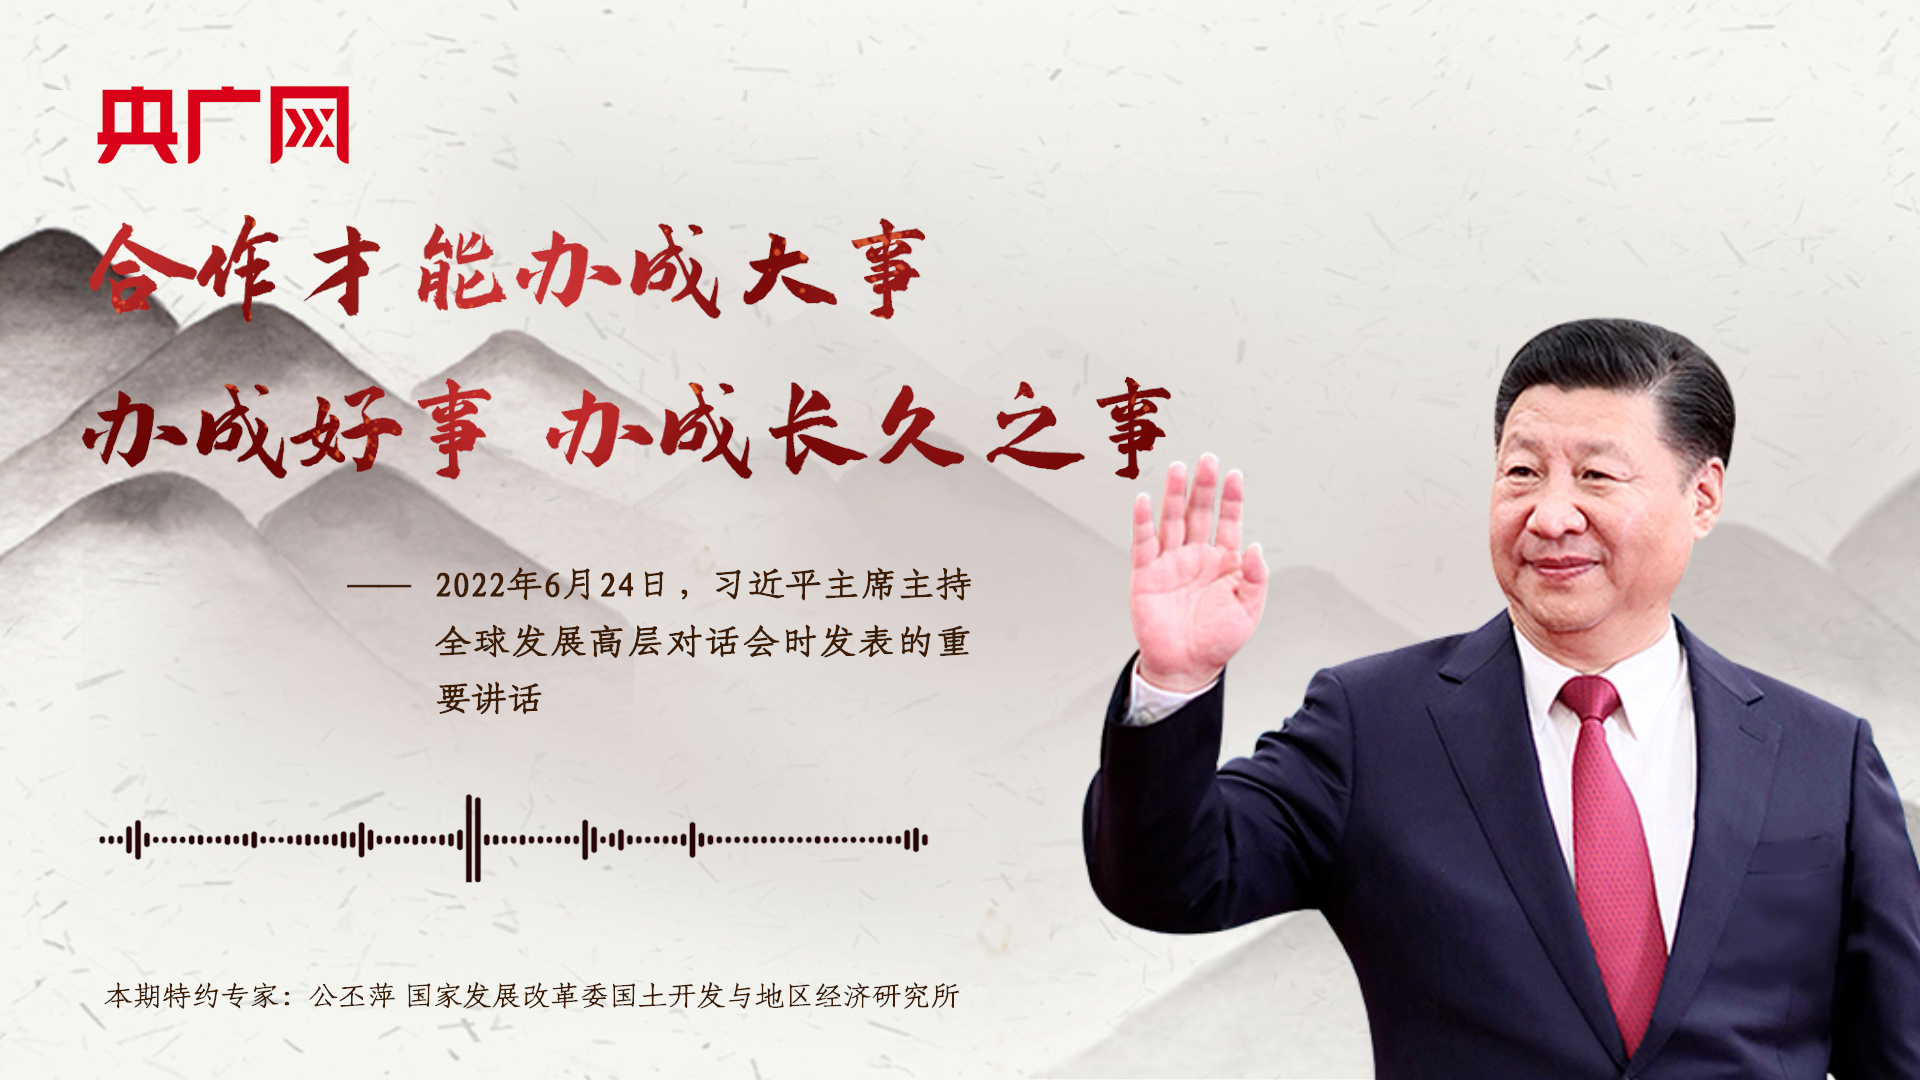 央广网
合作才能办成大事
办成好事 办成长久之事
—— 2022年6月24日，习近平主席主持
全球发展高层对话会时发表的重
要讲话
本期特约专家：公丕萍 国家发展改革委国土开发与地区经济研究所